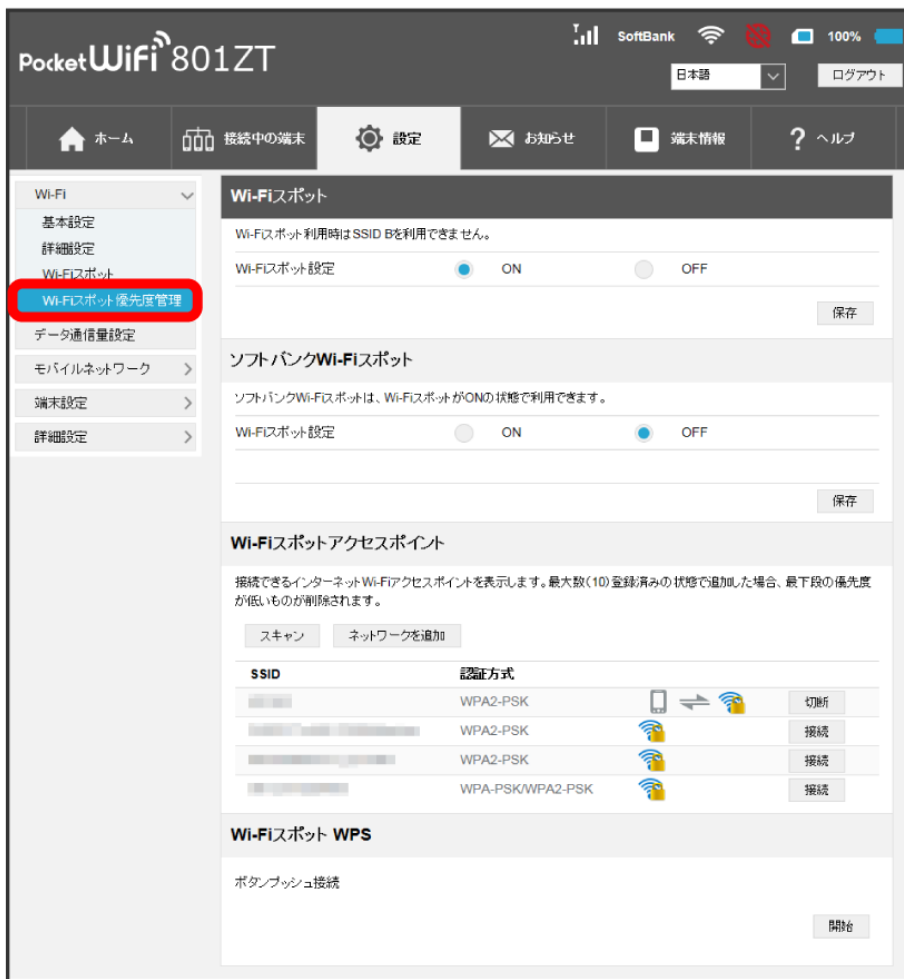 Pocket WiFi 801ZT
SoftBank 100%
日本語 ログアウト
ホーム 接続中の端末 設定 お知らせ 端末情報 ? ヘルプ
Wi-Fi
基本設定
詳細設定
Wi-Fiスポット
Wi-Fiスポット優先度管理
データ通信量設定
モバイルネットワーク
端末設定
詳細設定
Wi-Fiスポット
Wi-Fiスポット利用時はSSID Bを利用できません。
Wi-Fiスポット設定 ON OFF
保存
ソフトバンクWi-Fiスポット
ソフトバンクWi-Fiスポットは、Wi-FiスポットがONの状態で利用できます。
Wi-Fiスポット設定 ON OFF
保存
Wi-Fiスポットアクセスポイント
接続できるインターネットWi-Fiアクセスポイントを表示します。最大数(10)登録済みの状態で追加した場合、最下段の優先度
が低いものが削除されます。
スキャン ネットワークを追加
SSID 認証方式
WPA2-PSK 切断
WPA2-PSK 接続
WPA2-PSK 接続
WPA-PSK/WPA2-PSK 接続
Wi-Fiスポット WPS
ボタンプッシュ接続
開始